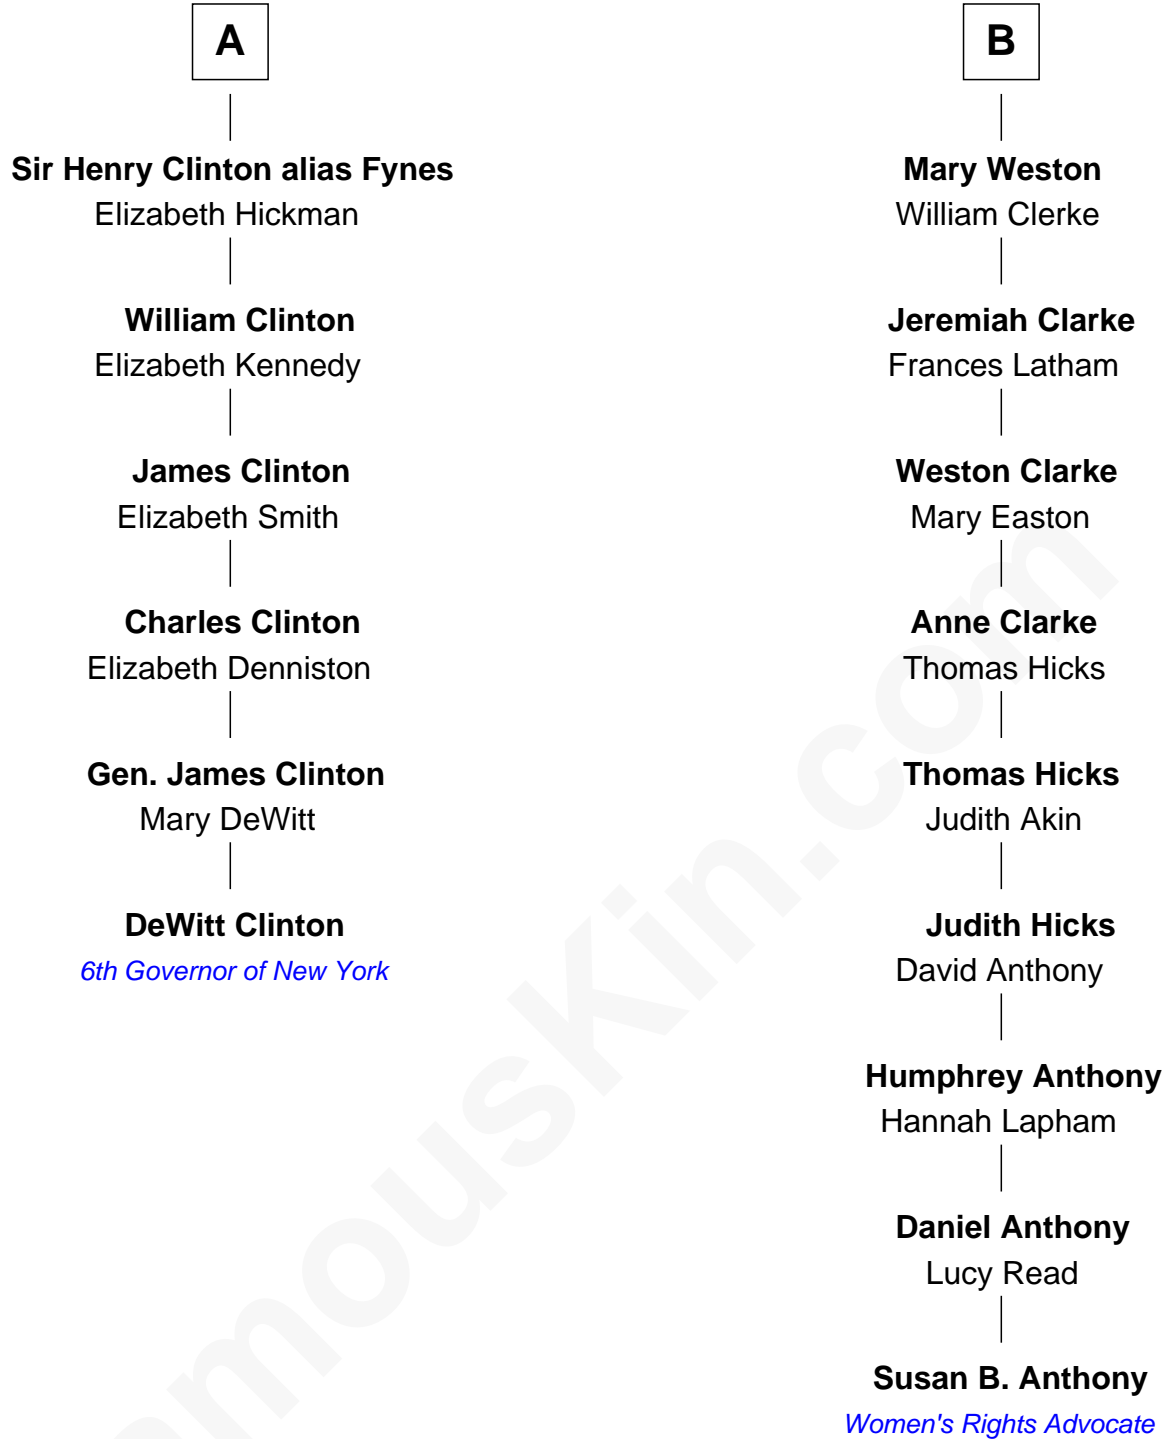 A
Sir Henry Clinton alias Fynes
Elizabeth Hickman
William Clinton
Elizabeth Kennedy
James Clinton
Elizabeth Smith
Charles Clinton
Elizabeth Denniston
Gen. James Clinton
Mary DeWitt
DeWitt Clinton
6th Governor of New York
B
Mary Weston
William Clerke
Jeremiah Clarke
Frances Latham
Weston Clarke
Mary Easton
Anne Clarke
Thomas Hicks
Thomas Hicks
Judith Akin
Judith Hicks
David Anthony
Humphrey Anthony
Hannah Lapham
Daniel Anthony
Lucy Read
Susan B. Anthony
Women's Rights Advocate
amouskin.com